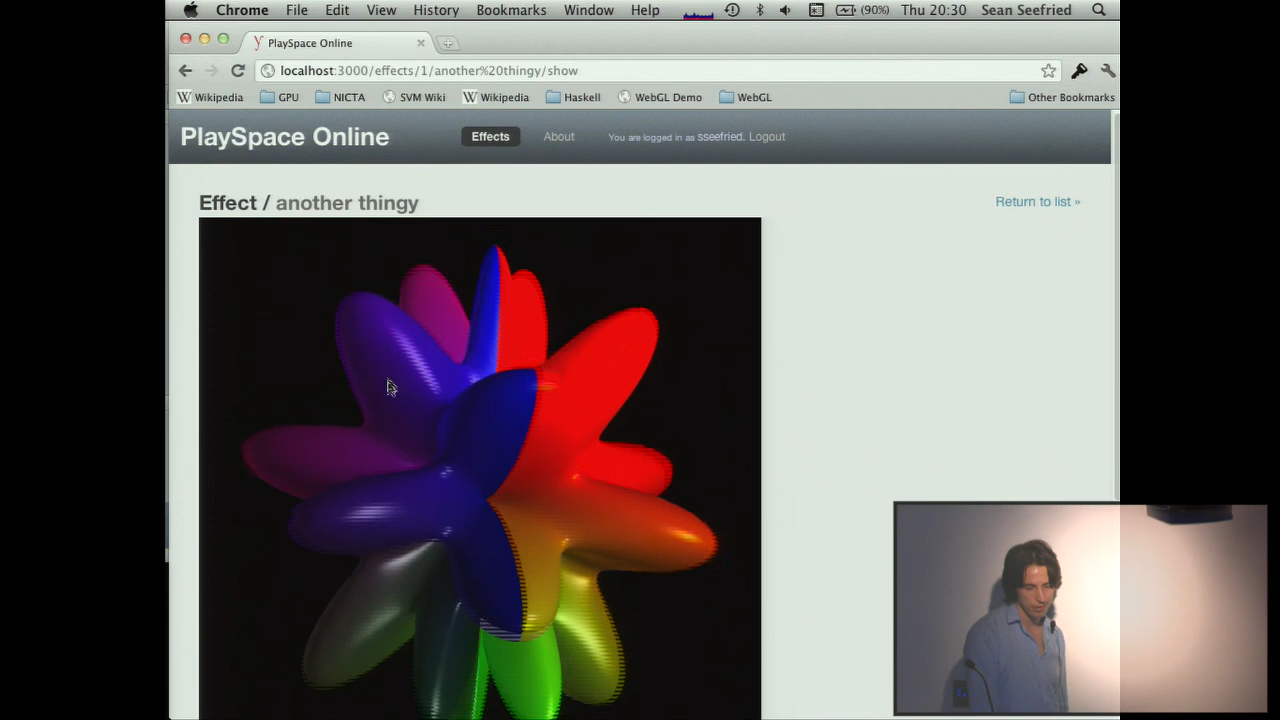 Chrome File Edit View History Bookmarks Window Help (90%) Thu 20:30 Sean Seefried
PlaySpace Online
localhost:3000/effects/1/another%20thingy/show
W Wikipedia GPU NICTA SVM Wiki W Wikipedia Haskell WebGL Demo WebGL Other Bookmarks
PlaySpace Online Effects About You are logged in as sseefried. Logout
Effect / another thingy Return to list »